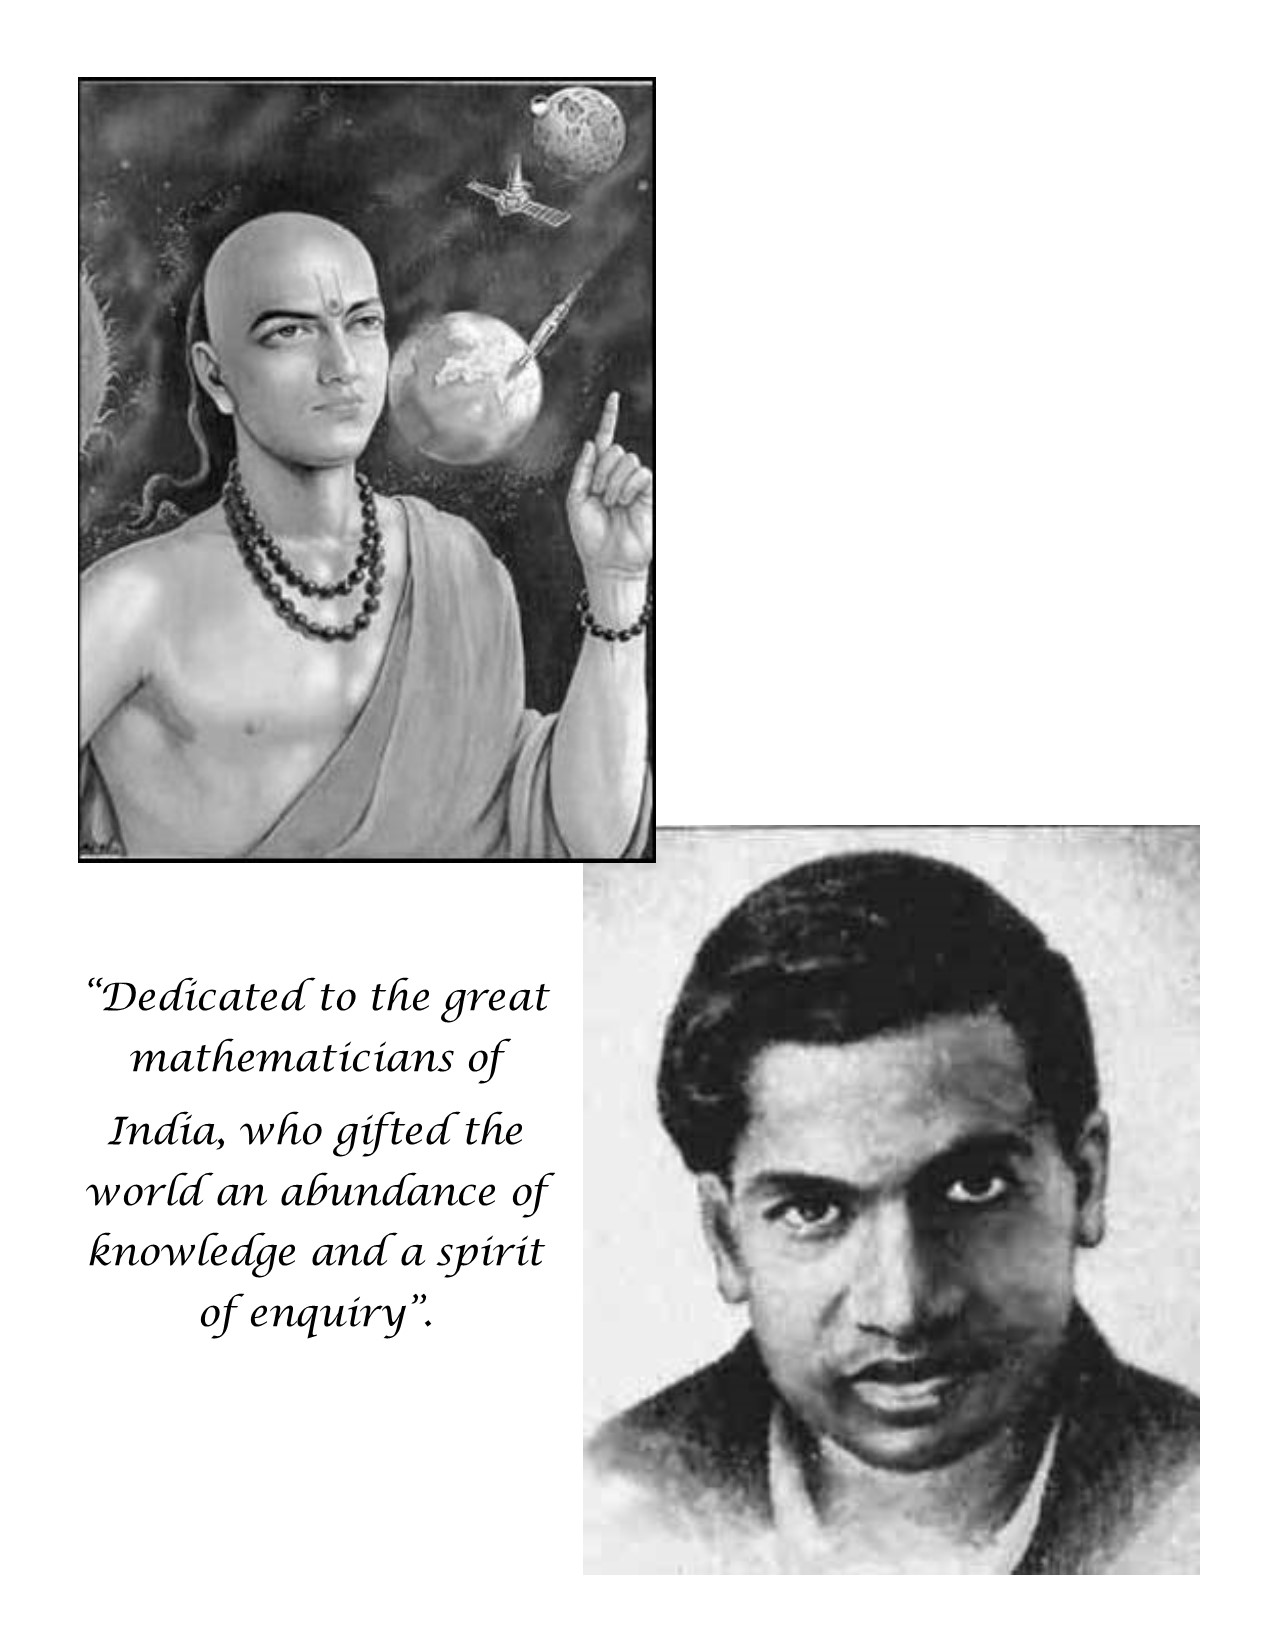 “Dedicated to the great
mathematicians of
India, who gifted the
world an abundance of
knowledge and a spirit
of enquiry”.